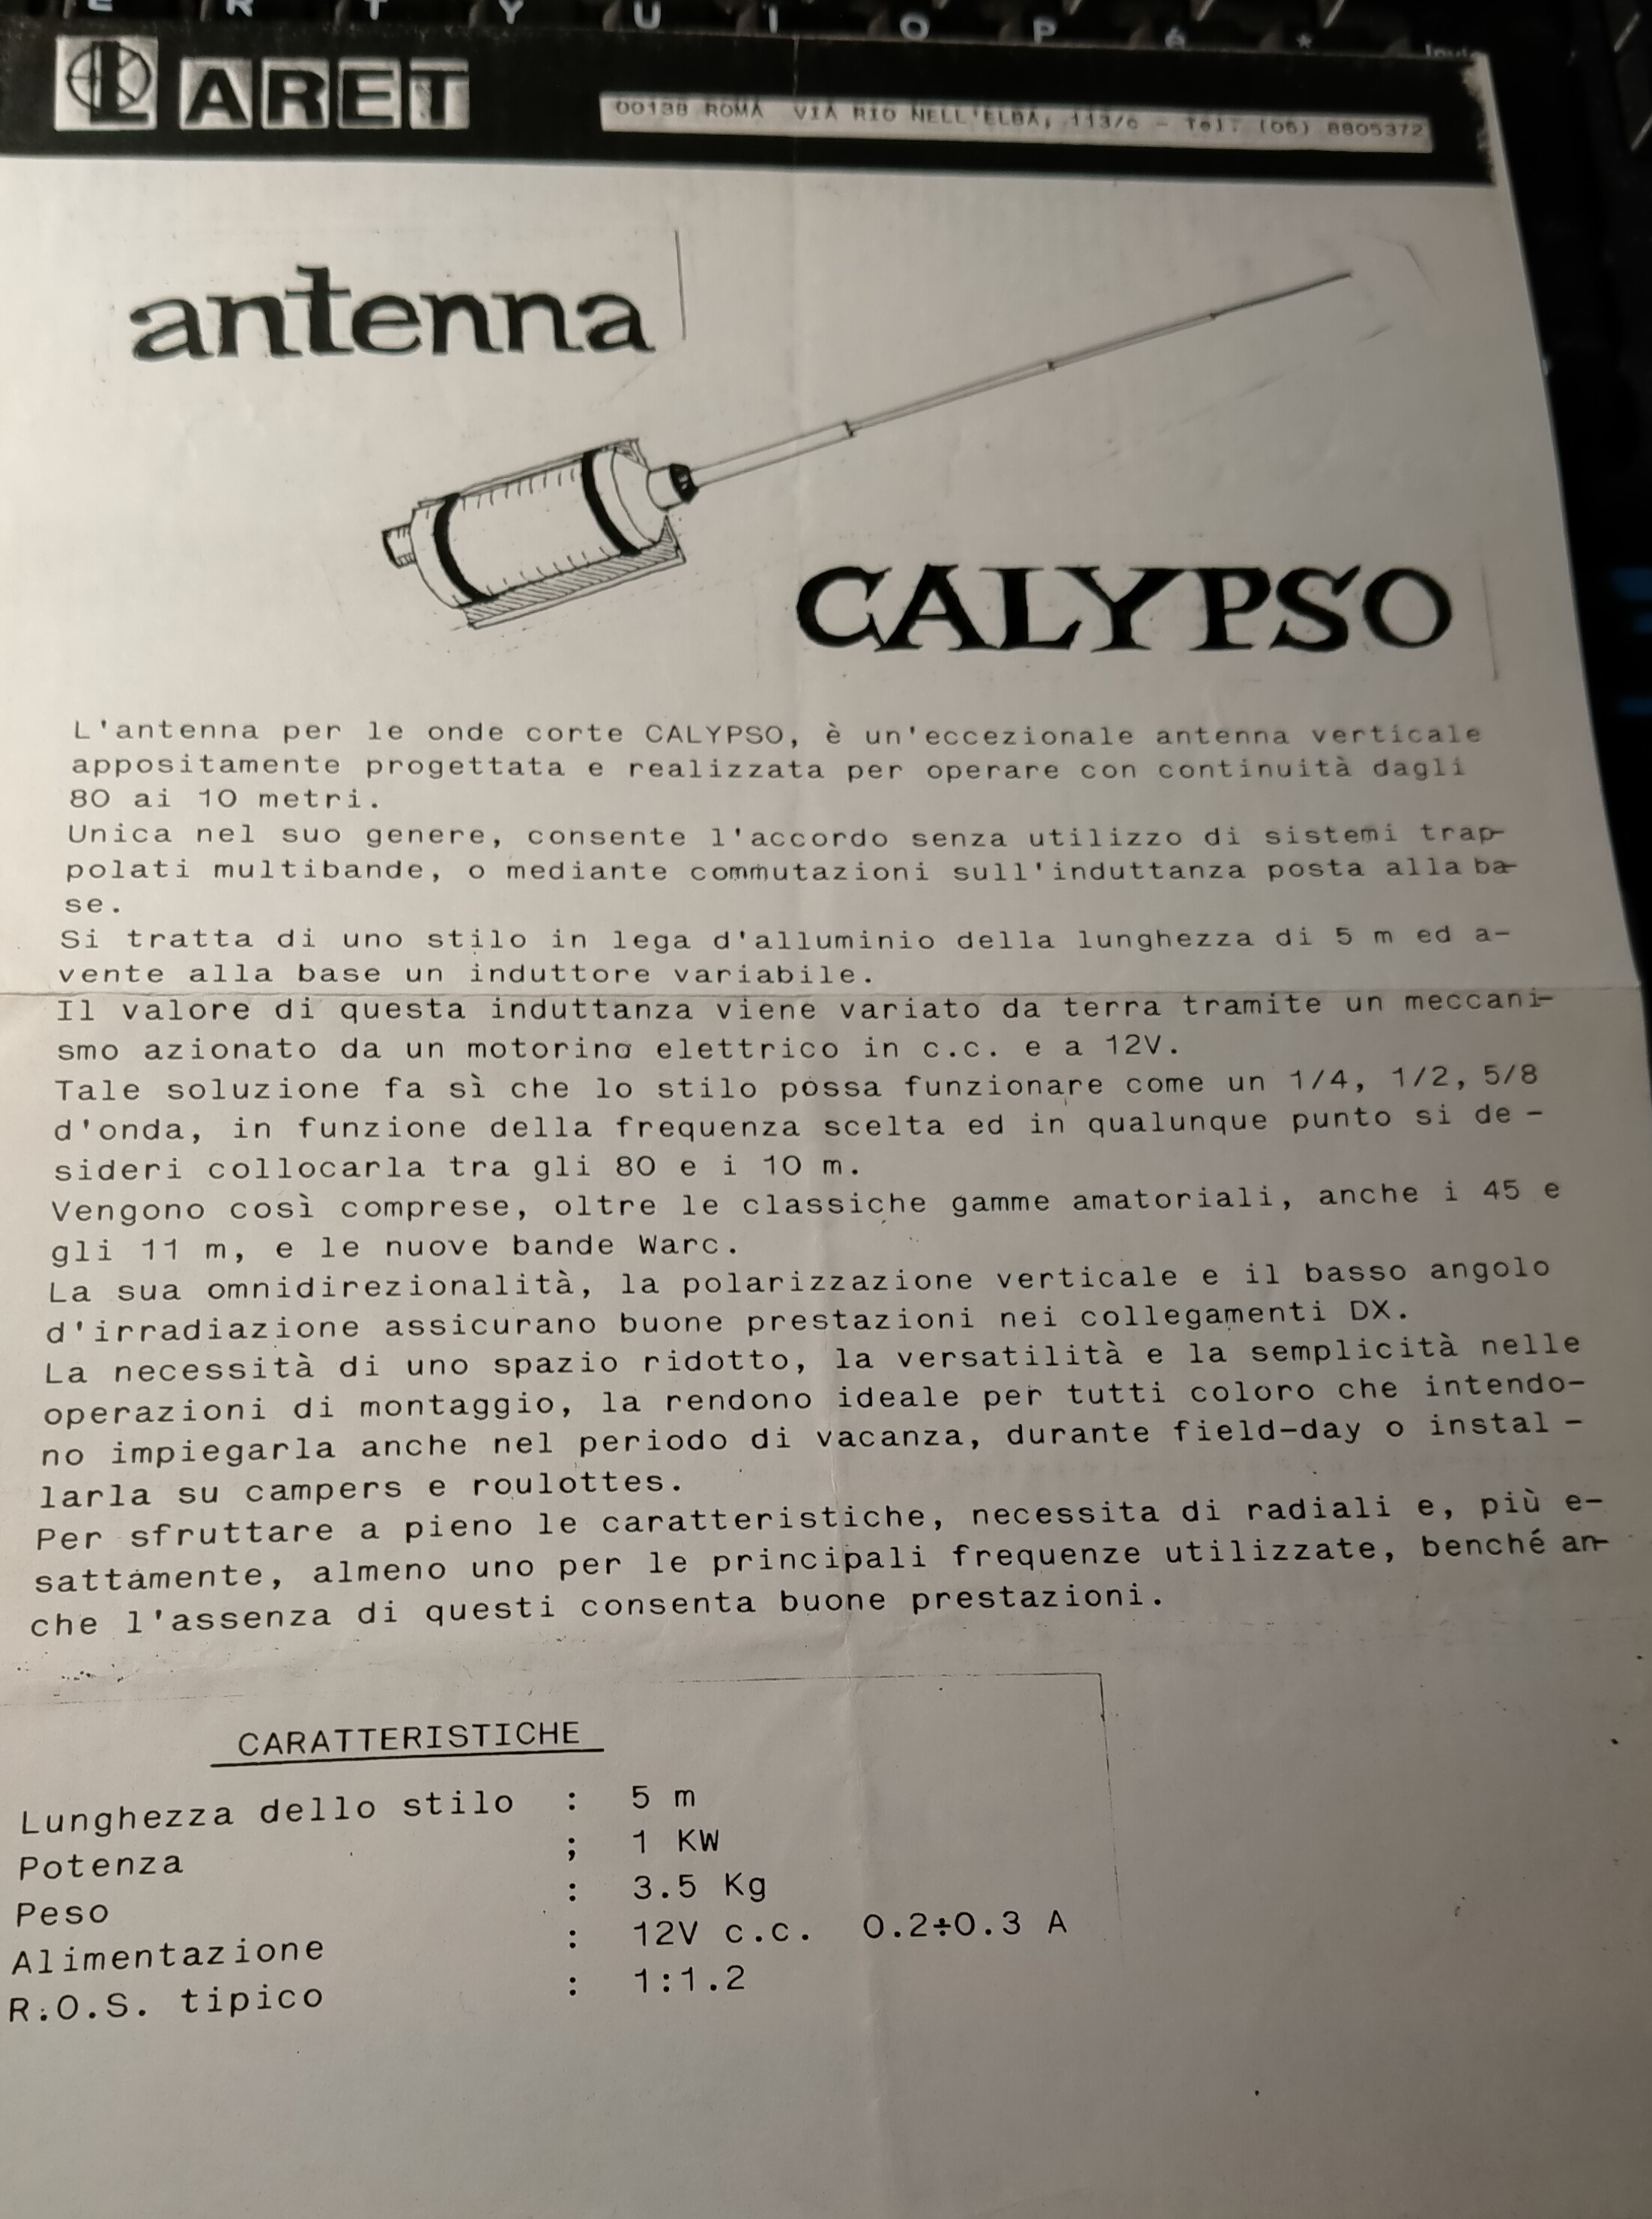 E R T Y U I O P é *
ARET
00138 ROMA VIA RIO NELL'ELBA, 113/c - Tel. (06) 8805372
antenna
CALYPSO
L'antenna per le onde corte CALYPSO, è un'eccezionale antenna verticale
appositamente progettata e realizzata per operare con continuità dagli
80 ai 10 metri.
Unica nel suo genere, consente l'accordo senza utilizzo di sistemi trap-
polati multibande, o mediante commutazioni sull'induttanza posta alla ba-
se.
Si tratta di uno stilo in lega d'alluminio della lunghezza di 5 m ed a-
vente alla base un induttore variabile.
Il valore di questa induttanza viene variato da terra tramite un meccani-
smo azionato da un motorino elettrico in c.c. e a 12V.
Tale soluzione fa sì che lo stilo possa funzionare come un 1/4, 1/2, 5/8
d'onda, in funzione della frequenza scelta ed in qualunque punto si de -
sideri collocarla tra gli 80 e i 10 m.
Vengono così comprese, oltre le classiche gamme amatoriali, anche i 45 e
gli 11 m, e le nuove bande Warc.
La sua omnidirezionalità, la polarizzazione verticale e il basso angolo
d'irradiazione assicurano buone prestazioni nei collegamenti DX.
La necessità di uno spazio ridotto, la versatilità e la semplicità nelle
operazioni di montaggio, la rendono ideale per tutti coloro che intendo-
no impiegarla anche nel periodo di vacanza, durante field-day o instal -
larla su campers e roulottes.
Per sfruttare a pieno le caratteristiche, necessita di radiali e, più e-
sattamente, almeno uno per le principali frequenze utilizzate, benché an-
che l'assenza di questi consenta buone prestazioni.
CARATTERISTICHE
Lunghezza dello stilo : 5 m
Potenza ; 1 KW
Peso : 3.5 Kg
Alimentazione : 12V c.c. 0.2÷0.3 A
R.O.S. tipico : 1:1.2